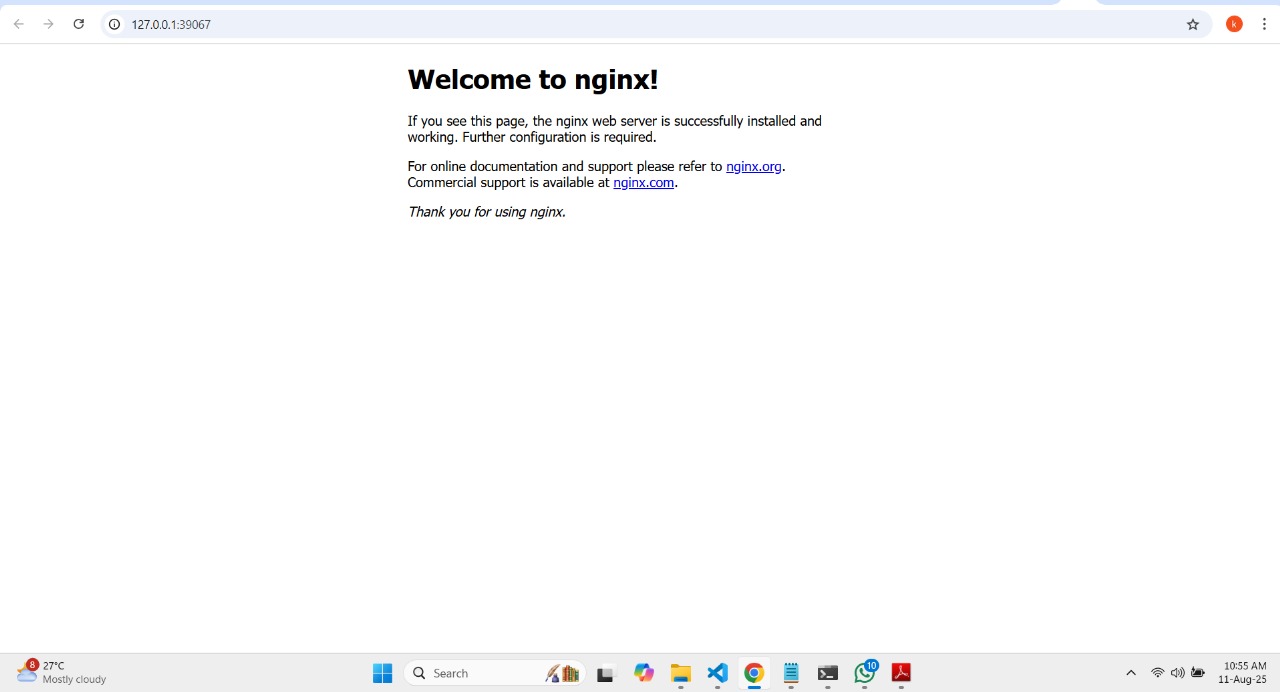 127.0.0.1:39067
k
Welcome to nginx!
If you see this page, the nginx web server is successfully installed and
working. Further configuration is required.
For online documentation and support please refer to nginx.org.
Commercial support is available at nginx.com.
Thank you for using nginx.
8
27°C
Mostly cloudy
Search
10
10:55 AM
11-Aug-25